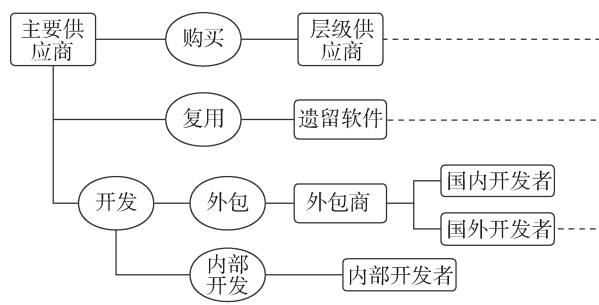 主要供
应商
购买
层级供
应商
复用
遗留软件
开发
外包
外包商
国内开发者
国外开发者
内部
开发
内部开发者